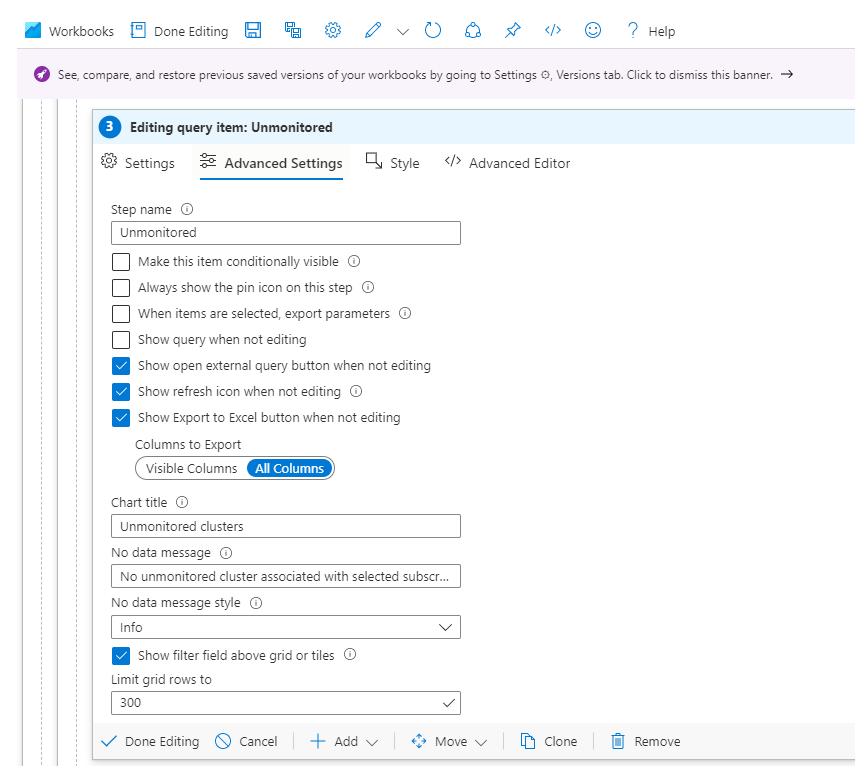 Workbooks Done Editing Help
See, compare, and restore previous saved versions of your workbooks by going to Settings ⚙, Versions tab. Click to dismiss this banner. →
3 Editing query item: Unmonitored
Settings Advanced Settings Style </> Advanced Editor
Step name
Unmonitored
Make this item conditionally visible
Always show the pin icon on this step
When items are selected, export parameters
Show query when not editing
Show open external query button when not editing
Show refresh icon when not editing
Show Export to Excel button when not editing
Columns to Export
Visible Columns All Columns
Chart title
Unmonitored clusters
No data message
No unmonitored cluster associated with selected subscr...
No data message style
Info
Show filter field above grid or tiles
Limit grid rows to
300
Done Editing Cancel Add Move Clone Remove